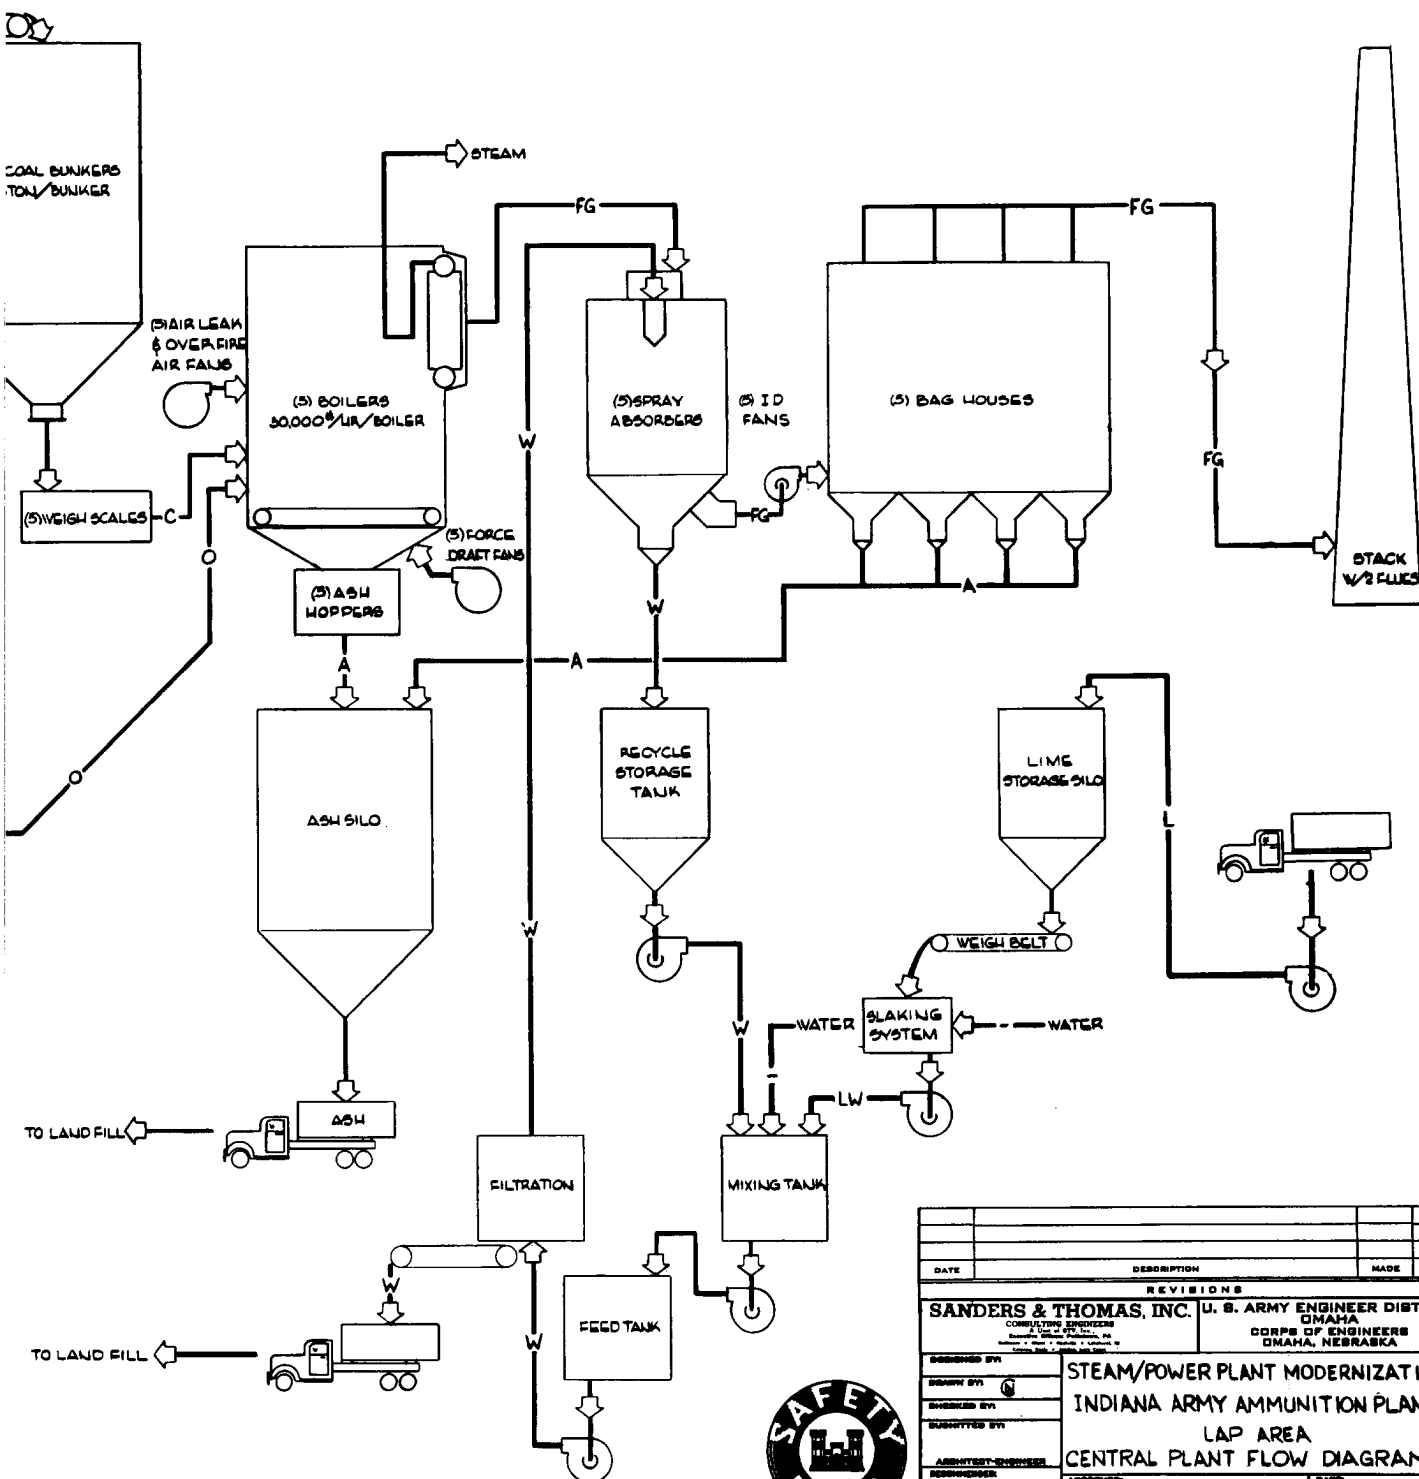 COAL BUNKERS
TON/BUNKER
STEAM
FG
FG
(5) AIR LEAK
& OVERFIRE
AIR FANS
(5) BOILERS
30,000#/HR/BOILER
(5) SPRAY
ABSORBERS
(5) ID
FANS
(5) BAG HOUSES
W
FG
FG
(5) WEIGH SCALES
C
O
(5) FORCE
DRAFT FANS
STACK
W/2 FLUES
(5) ASH
HOPPERS
A
W
A
A
O
RECYCLE
STORAGE
TANK
LIME
STORAGE SILO
ASH SILO
L
W
WEIGH BELT
WATER
SLAKING
SYSTEM
WATER
W
LW
ASH
TO LAND FILL
FILTRATION
MIXING TANK
W
FEED TANK
W
TO LAND FILL
DATE DESCRIPTION MADE
REVISIONS
SANDERS & THOMAS, INC.
CONSULTING ENGINEERS
U. S. ARMY ENGINEER DIST
OMAHA
CORPS OF ENGINEERS
OMAHA, NEBRASKA
DESIGNED BY:
DRAWN BY:
CHECKED BY:
SUBMITTED BY:
ARCHITECT-ENGINEER
STEAM/POWER PLANT MODERNIZATI
INDIANA ARMY AMMUNITION PLAN
LAP AREA
CENTRAL PLANT FLOW DIAGRAM
SAFETY